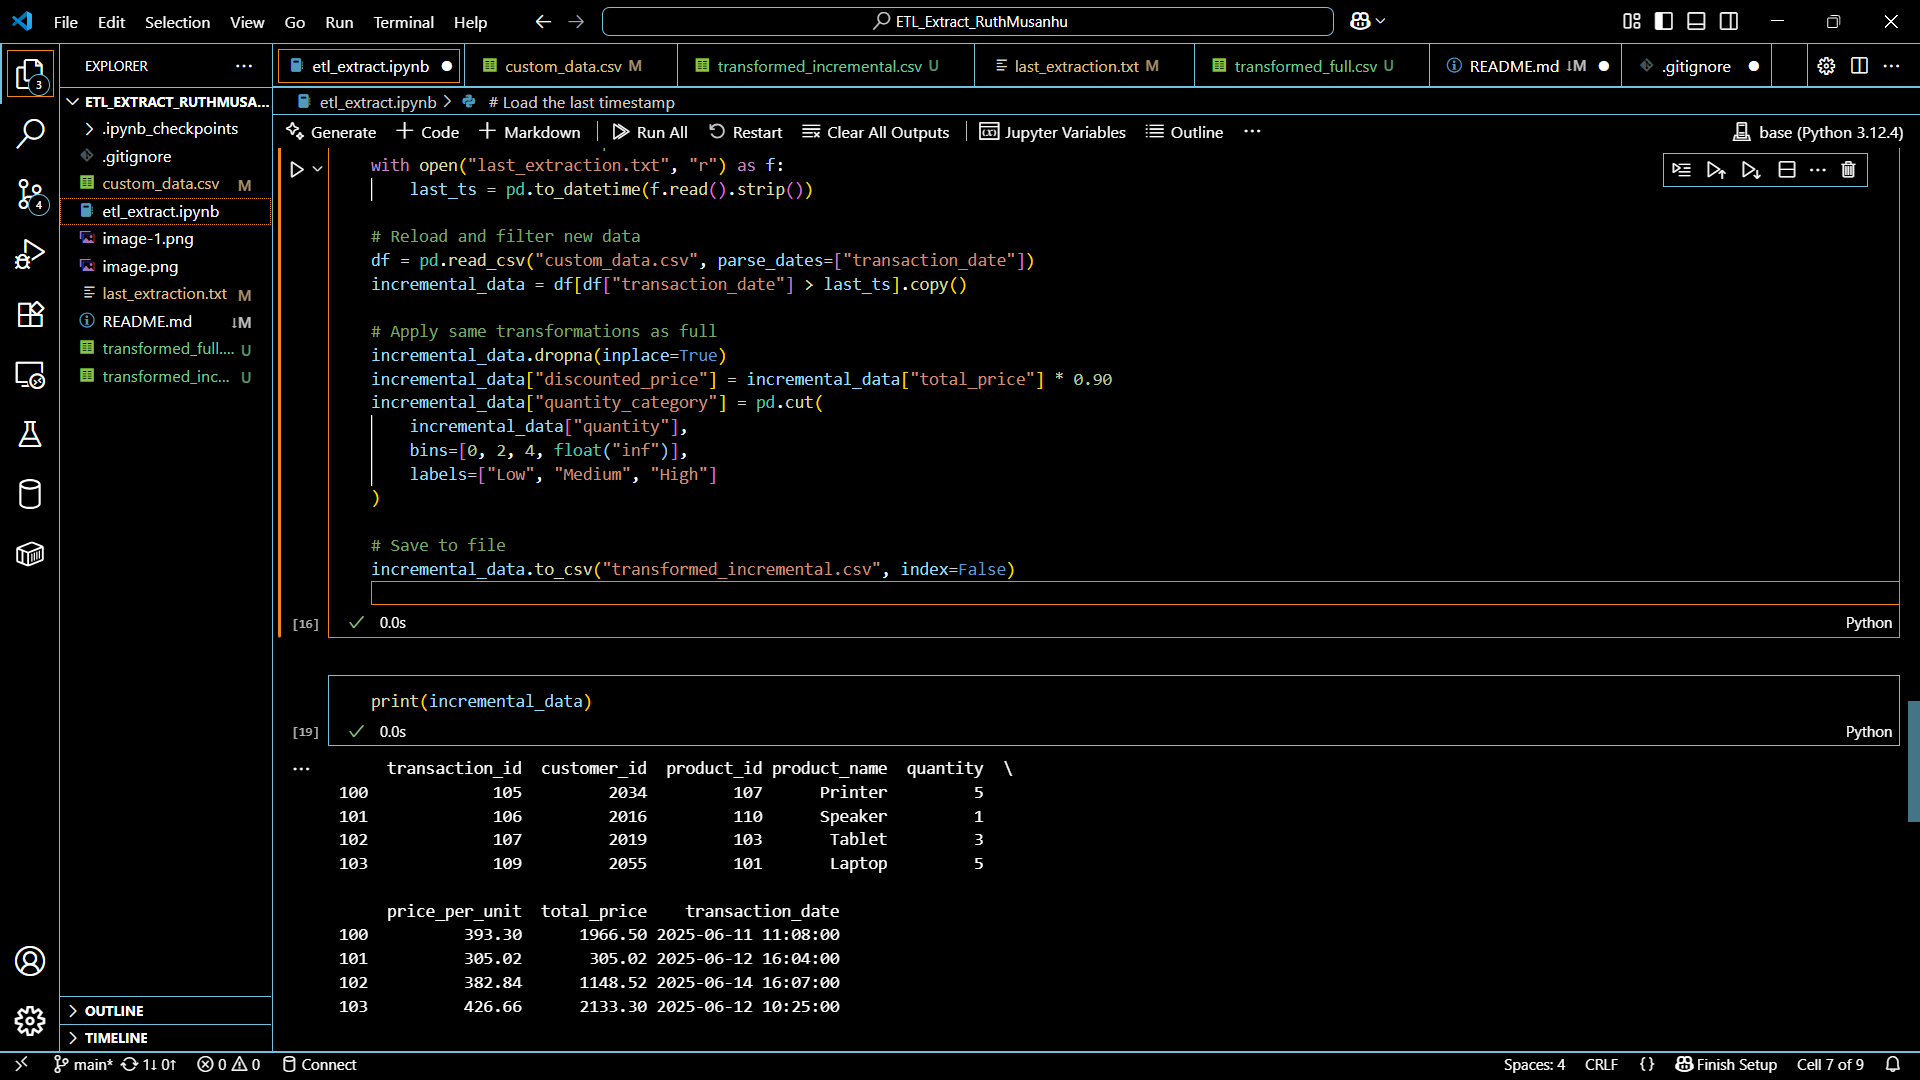 File Edit Selection View Go Run Terminal Help
ETL_Extract_RuthMusanhu
EXPLORER
ETL_EXTRACT_RUTHMUSA...
.ipynb_checkpoints
.gitignore
custom_data.csv M
etl_extract.ipynb
image-1.png
image.png
last_extraction.txt M
README.md ↓M
transformed_full.... U
transformed_inc... U
OUTLINE
TIMELINE
3
4
etl_extract.ipynb
custom_data.csv M
transformed_incremental.csv U
last_extraction.txt M
transformed_full.csv U
README.md ↓M
.gitignore
etl_extract.ipynb > # Load the last timestamp
Generate + Code + Markdown Run All Restart Clear All Outputs Jupyter Variables Outline ...
base (Python 3.12.4)
with open("last_extraction.txt", "r") as f:
last_ts = pd.to_datetime(f.read().strip())
# Reload and filter new data
df = pd.read_csv("custom_data.csv", parse_dates=["transaction_date"])
incremental_data = df[df["transaction_date"] > last_ts].copy()
# Apply same transformations as full
incremental_data.dropna(inplace=True)
incremental_data["discounted_price"] = incremental_data["total_price"] * 0.90
incremental_data["quantity_category"] = pd.cut(
incremental_data["quantity"],
bins=[0, 2, 4, float("inf")],
labels=["Low", "Medium", "High"]
)
# Save to file
incremental_data.to_csv("transformed_incremental.csv", index=False)
[16] ✓ 0.0s Python
print(incremental_data)
[19] ✓ 0.0s Python
... transaction_id customer_id product_id product_name quantity \
100 105 2034 107 Printer 5
101 106 2016 110 Speaker 1
102 107 2019 103 Tablet 3
103 109 2055 101 Laptop 5
price_per_unit total_price transaction_date
100 393.30 1966.50 2025-06-11 11:08:00
101 305.02 305.02 2025-06-12 16:04:00
102 382.84 1148.52 2025-06-14 16:07:00
103 426.66 2133.30 2025-06-12 10:25:00
main* 1↓ 0↑ 0 0 Connect
Spaces: 4 CRLF {} Finish Setup Cell 7 of 9